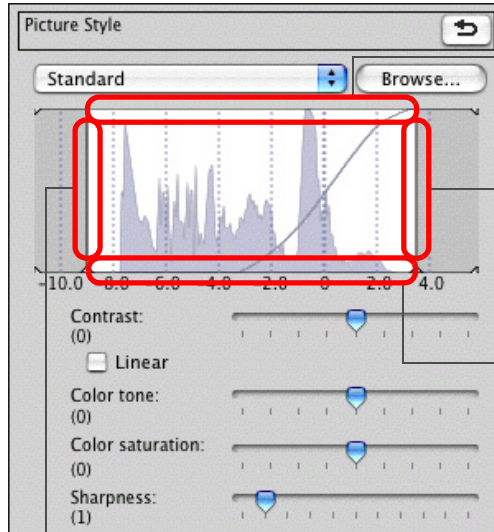 Picture Style
Standard Browse...
-10.0 -8.0 -6.0 -4.0 -2.0 0 2.0 4.0
Contrast:
(0)
Linear
Color tone:
(0)
Color saturation:
(0)
Sharpness:
(1)